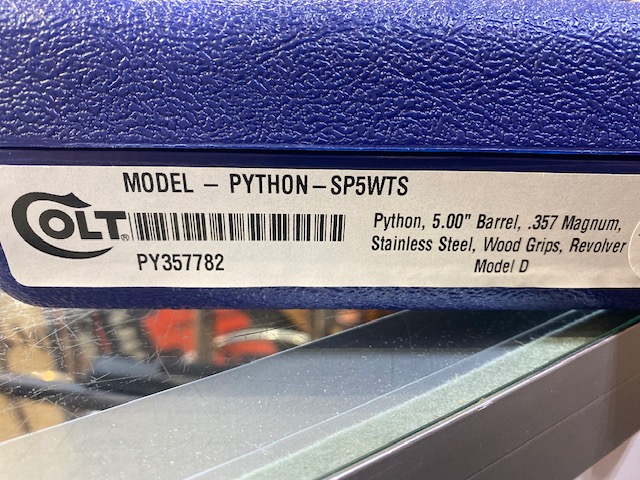 MODEL - PYTHON-SP5WTS
COLT®
PY357782
Python, 5.00" Barrel, .357 Magnum,
Stainless Steel, Wood Grips, Revolver
Model D